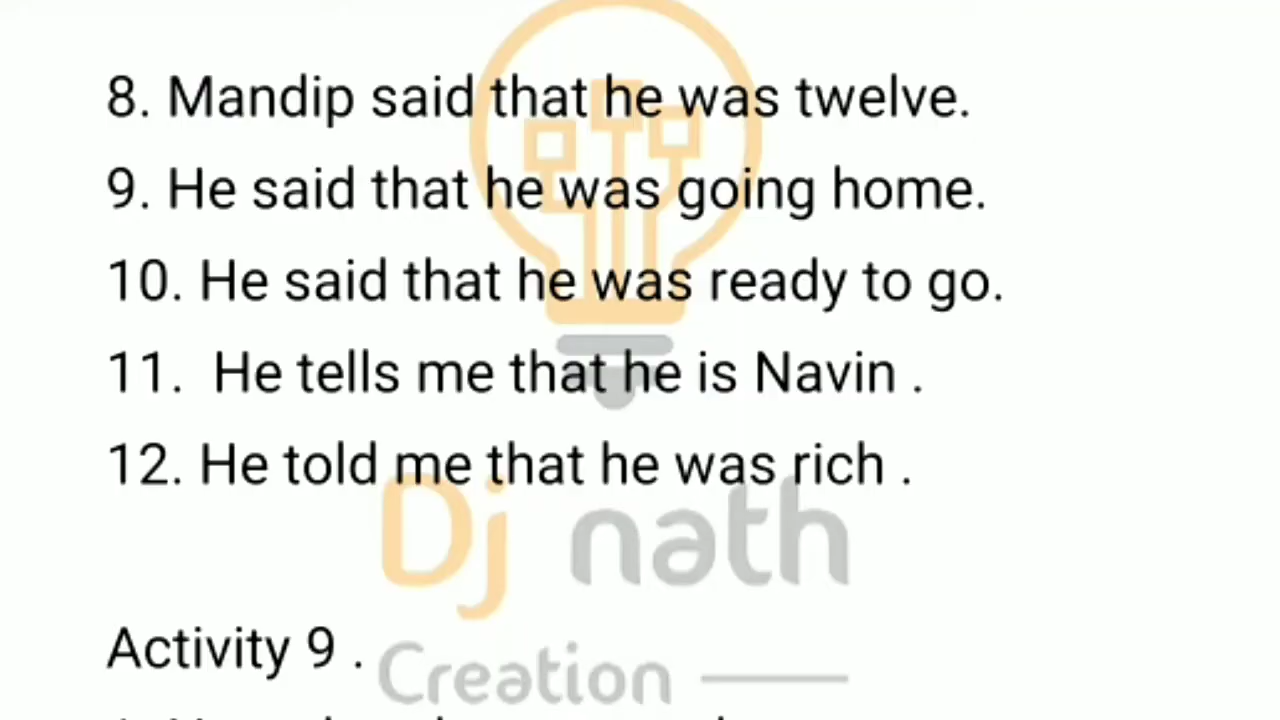 8. Mandip said that he was twelve.
9. He said that he was going home.
10. He said that he was ready to go.
11.  He tells me that he is Navin .
12. He told me that he was rich .
Dj nath
Activity 9 .
Creation